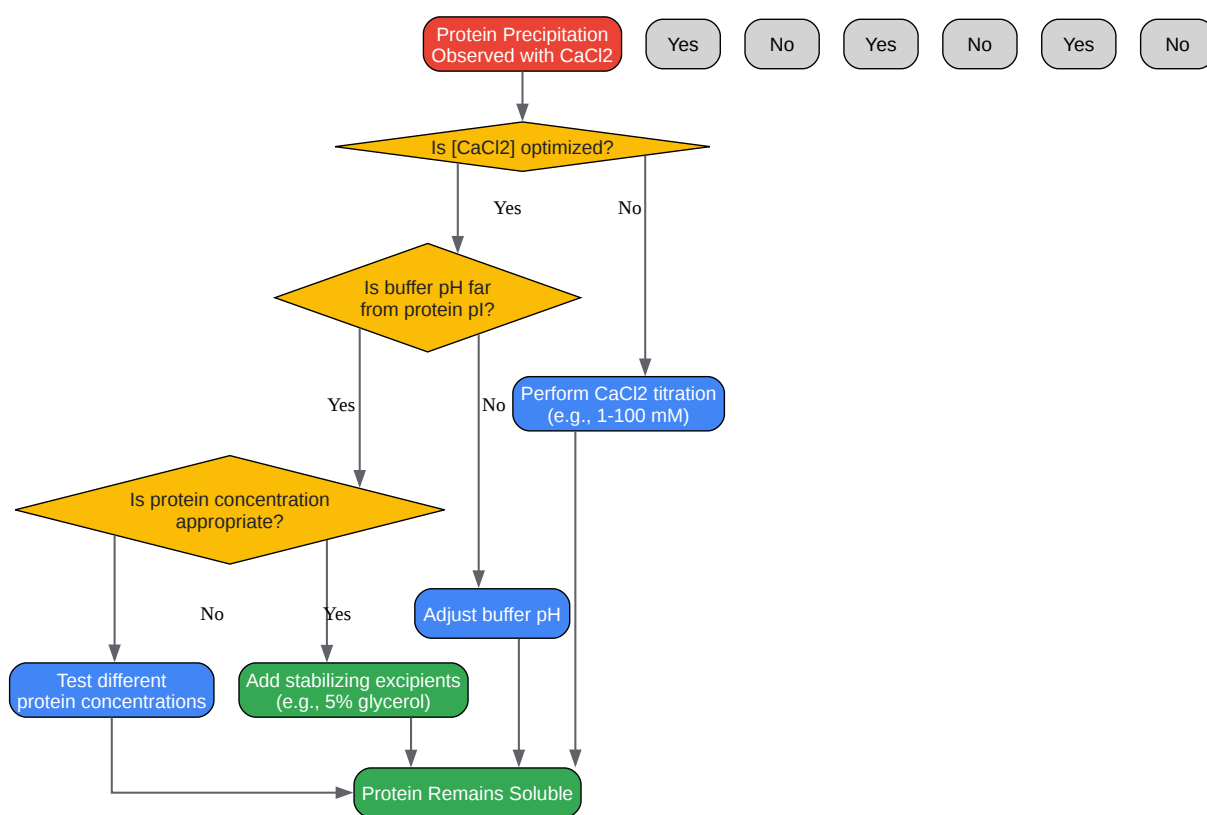 Protein Precipitation
Observed with CaCl2
Yes
No
Yes
No
Yes
No
Is [CaCl2] optimized?
Yes
No
Is buffer pH far
from protein pI?
Yes
No
Perform CaCl2 titration
(e.g., 1-100 mM)
Is protein concentration
appropriate?
No
Yes
Adjust buffer pH
Test different
protein concentrations
Add stabilizing excipients
(e.g., 5% glycerol)
Protein Remains Soluble